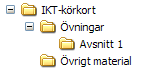 IKT-körkort
Övningar
Avsnitt 1
Övrigt material